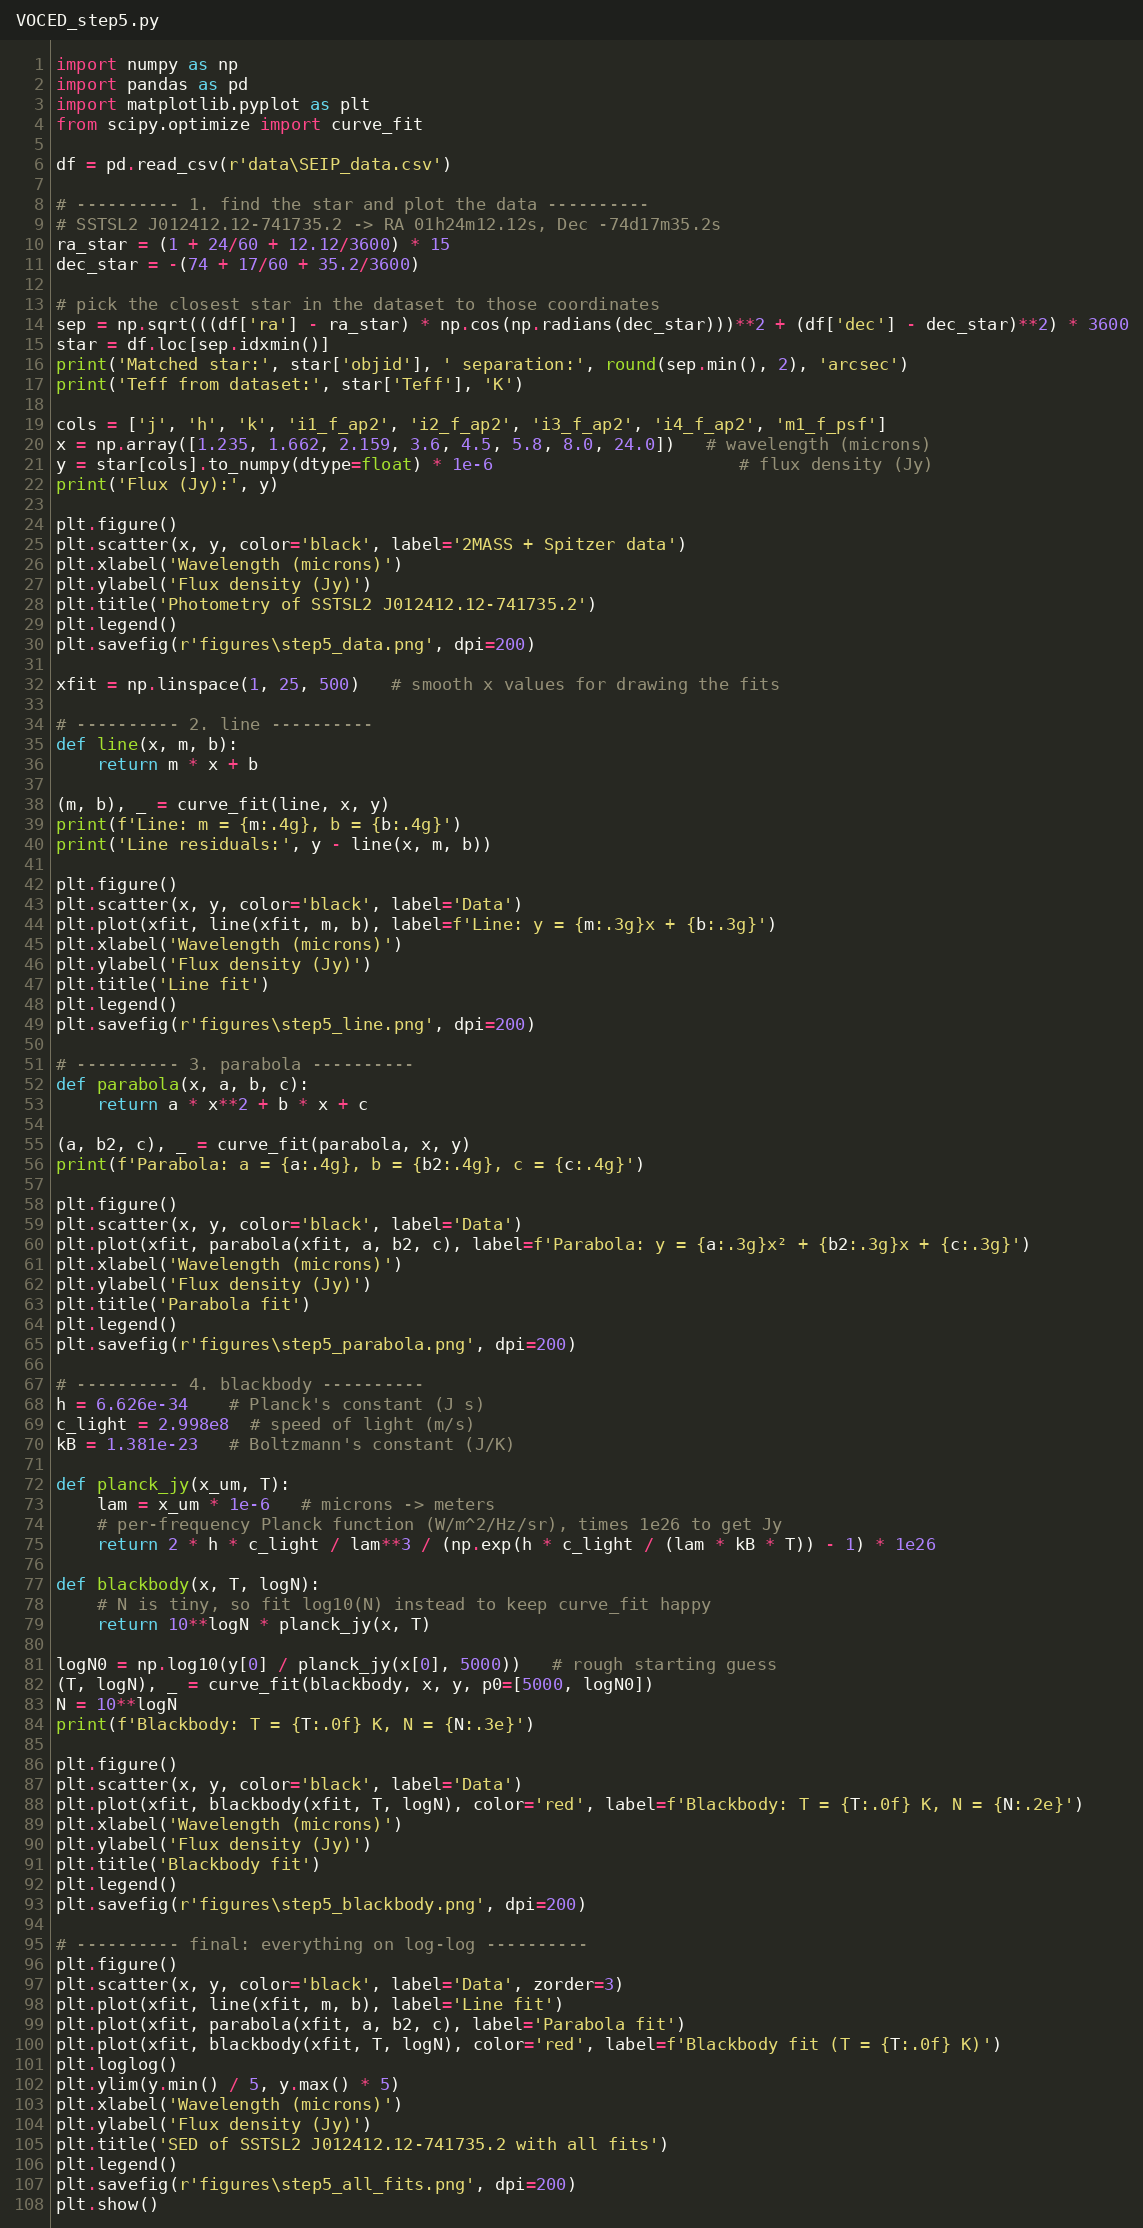 VOCED_step5.py
1 import numpy as np
2 import pandas as pd
3 import matplotlib.pyplot as plt
4 from scipy.optimize import curve_fit
5
6 df = pd.read_csv(r'data\SEIP_data.csv')
7
8 # ---------- 1. find the star and plot the data ----------
9 # SSTSL2 J012412.12-741735.2 -> RA 01h24m12.12s, Dec -74d17m35.2s
10 ra_star = (1 + 24/60 + 12.12/3600) * 15
11 dec_star = -(74 + 17/60 + 35.2/3600)
12
13 # pick the closest star in the dataset to those coordinates
14 sep = np.sqrt(((df['ra'] - ra_star) * np.cos(np.radians(dec_star)))**2 + (df['dec'] - dec_star)**2) * 3600
15 star = df.loc[sep.idxmin()]
16 print('Matched star:', star['objid'], ' separation:', round(sep.min(), 2), 'arcsec')
17 print('Teff from dataset:', star['Teff'], 'K')
18
19 cols = ['j', 'h', 'k', 'i1_f_ap2', 'i2_f_ap2', 'i3_f_ap2', 'i4_f_ap2', 'm1_f_psf']
20 x = np.array([1.235, 1.662, 2.159, 3.6, 4.5, 5.8, 8.0, 24.0])   # wavelength (microns)
21 y = star[cols].to_numpy(dtype=float) * 1e-6                        # flux density (Jy)
22 print('Flux (Jy):', y)
23
24 plt.figure()
25 plt.scatter(x, y, color='black', label='2MASS + Spitzer data')
26 plt.xlabel('Wavelength (microns)')
27 plt.ylabel('Flux density (Jy)')
28 plt.title('Photometry of SSTSL2 J012412.12-741735.2')
29 plt.legend()
30 plt.savefig(r'figures\step5_data.png', dpi=200)
31
32 xfit = np.linspace(1, 25, 500)   # smooth x values for drawing the fits
33
34 # ---------- 2. line ----------
35 def line(x, m, b):
36     return m * x + b
37
38 (m, b), _ = curve_fit(line, x, y)
39 print(f'Line: m = {m:.4g}, b = {b:.4g}')
40 print('Line residuals:', y - line(x, m, b))
41
42 plt.figure()
43 plt.scatter(x, y, color='black', label='Data')
44 plt.plot(xfit, line(xfit, m, b), label=f'Line: y = {m:.3g}x + {b:.3g}')
45 plt.xlabel('Wavelength (microns)')
46 plt.ylabel('Flux density (Jy)')
47 plt.title('Line fit')
48 plt.legend()
49 plt.savefig(r'figures\step5_line.png', dpi=200)
50
51 # ---------- 3. parabola ----------
52 def parabola(x, a, b, c):
53     return a * x**2 + b * x + c
54
55 (a, b2, c), _ = curve_fit(parabola, x, y)
56 print(f'Parabola: a = {a:.4g}, b = {b2:.4g}, c = {c:.4g}')
57
58 plt.figure()
59 plt.scatter(x, y, color='black', label='Data')
60 plt.plot(xfit, parabola(xfit, a, b2, c), label=f'Parabola: y = {a:.3g}x² + {b2:.3g}x + {c:.3g}')
61 plt.xlabel('Wavelength (microns)')
62 plt.ylabel('Flux density (Jy)')
63 plt.title('Parabola fit')
64 plt.legend()
65 plt.savefig(r'figures\step5_parabola.png', dpi=200)
66
67 # ---------- 4. blackbody ----------
68 h = 6.626e-34    # Planck's constant (J s)
69 c_light = 2.998e8  # speed of light (m/s)
70 kB = 1.381e-23   # Boltzmann's constant (J/K)
71
72 def planck_jy(x_um, T):
73     lam = x_um * 1e-6   # microns -> meters
74     # per-frequency Planck function (W/m^2/Hz/sr), times 1e26 to get Jy
75     return 2 * h * c_light / lam**3 / (np.exp(h * c_light / (lam * kB * T)) - 1) * 1e26
76
77 def blackbody(x, T, logN):
78     # N is tiny, so fit log10(N) instead to keep curve_fit happy
79     return 10**logN * planck_jy(x, T)
80
81 logN0 = np.log10(y[0] / planck_jy(x[0], 5000))   # rough starting guess
82 (T, logN), _ = curve_fit(blackbody, x, y, p0=[5000, logN0])
83 N = 10**logN
84 print(f'Blackbody: T = {T:.0f} K, N = {N:.3e}')
85
86 plt.figure()
87 plt.scatter(x, y, color='black', label='Data')
88 plt.plot(xfit, blackbody(xfit, T, logN), color='red', label=f'Blackbody: T = {T:.0f} K, N = {N:.2e}')
89 plt.xlabel('Wavelength (microns)')
90 plt.ylabel('Flux density (Jy)')
91 plt.title('Blackbody fit')
92 plt.legend()
93 plt.savefig(r'figures\step5_blackbody.png', dpi=200)
94
95 # ---------- final: everything on log-log ----------
96 plt.figure()
97 plt.scatter(x, y, color='black', label='Data', zorder=3)
98 plt.plot(xfit, line(xfit, m, b), label='Line fit')
99 plt.plot(xfit, parabola(xfit, a, b2, c), label='Parabola fit')
100 plt.plot(xfit, blackbody(xfit, T, logN), color='red', label=f'Blackbody fit (T = {T:.0f} K)')
101 plt.loglog()
102 plt.ylim(y.min() / 5, y.max() * 5)
103 plt.xlabel('Wavelength (microns)')
104 plt.ylabel('Flux density (Jy)')
105 plt.title('SED of SSTSL2 J012412.12-741735.2 with all fits')
106 plt.legend()
107 plt.savefig(r'figures\step5_all_fits.png', dpi=200)
108 plt.show()